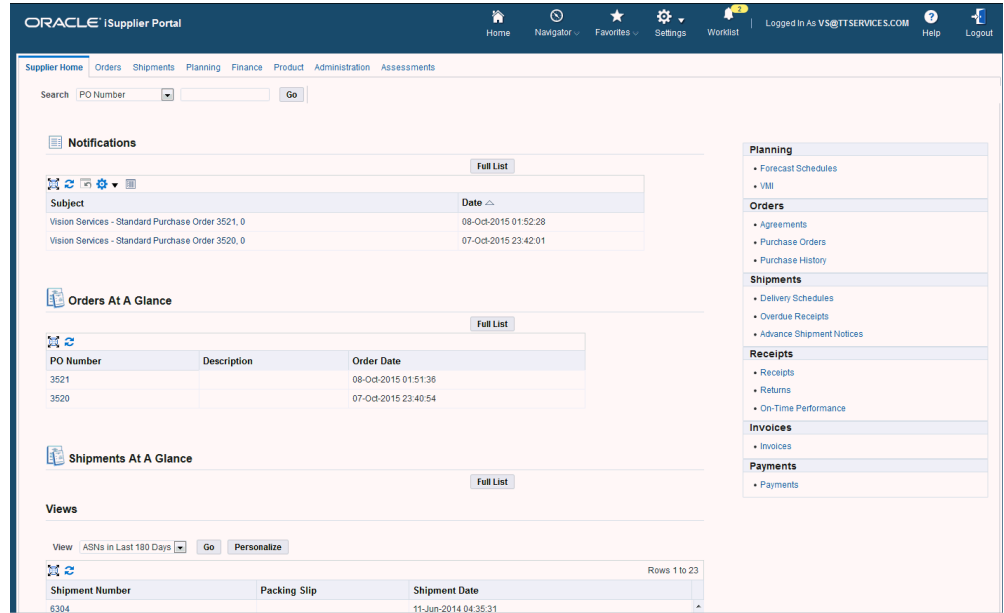 ORACLE® iSupplier Portal
2
Home Navigator Favorites Settings Worklist Logged In As VS@TTSERVICES.COM Help Logout
Supplier Home Orders Shipments Planning Finance Product Administration Assessments
Search PO Number Go
Notifications
Full List
Subject Date
Vision Services - Standard Purchase Order 3521, 0 08-Oct-2015 01:52:28
Vision Services - Standard Purchase Order 3520, 0 07-Oct-2015 23:42:01
Orders At A Glance
Full List
PO Number Description Order Date
3521 08-Oct-2015 01:51:36
3520 07-Oct-2015 23:40:54
Shipments At A Glance
Full List
Views
View ASNs in Last 180 Days Go Personalize
Rows 1 to 23
Shipment Number Packing Slip Shipment Date
6304 11-Jun-2014 04:35:31
Planning
• Forecast Schedules
• VMI
Orders
• Agreements
• Purchase Orders
• Purchase History
Shipments
• Delivery Schedules
• Overdue Receipts
• Advance Shipment Notices
Receipts
• Receipts
• Returns
• On-Time Performance
Invoices
• Invoices
Payments
• Payments